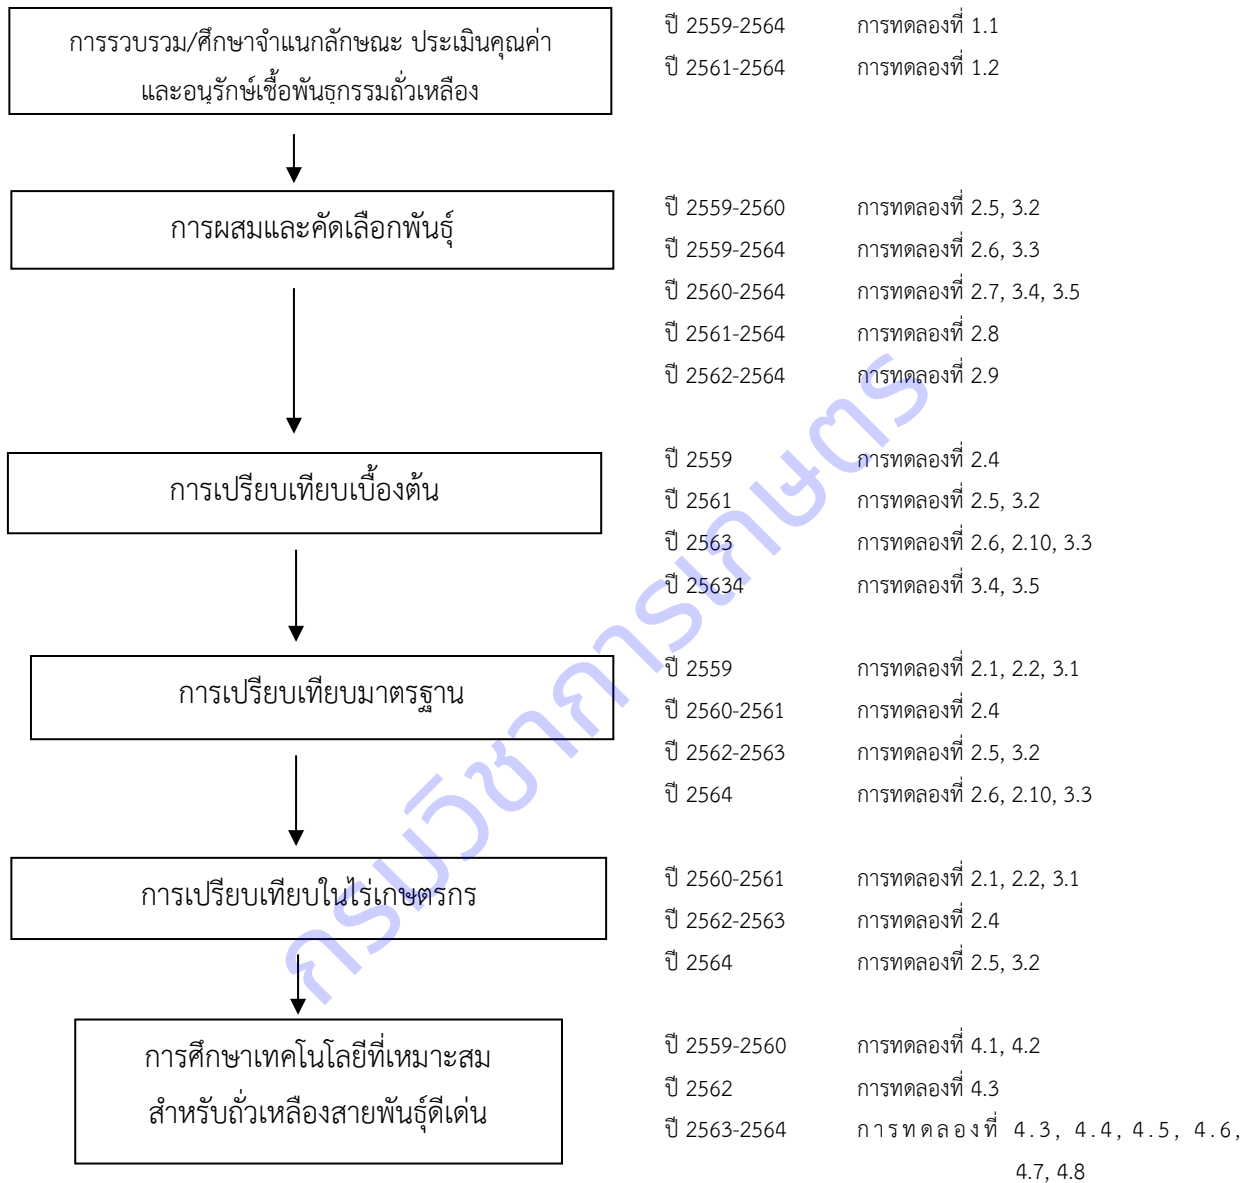 การรวบรวม/ศึกษาจำแนกลักษณะ ประเมินคุณค่า
และอนุรักษ์เชื้อพันธุกรรมถั่วเหลือง
ปี 2559-2564 การทดลองที่ 1.1
ปี 2561-2564 การทดลองที่ 1.2
การผสมและคัดเลือกพันธุ์
ปี 2559-2560 การทดลองที่ 2.5, 3.2
ปี 2559-2564 การทดลองที่ 2.6, 3.3
ปี 2560-2564 การทดลองที่ 2.7, 3.4, 3.5
ปี 2561-2564 การทดลองที่ 2.8
ปี 2562-2564 การทดลองที่ 2.9
การเปรียบเทียบเบื้องต้น
ปี 2559 การทดลองที่ 2.4
ปี 2561 การทดลองที่ 2.5, 3.2
ปี 2563 การทดลองที่ 2.6, 2.10, 3.3
ปี 25634 การทดลองที่ 3.4, 3.5
การเปรียบเทียบมาตรฐาน
ปี 2559 การทดลองที่ 2.1, 2.2, 3.1
ปี 2560-2561 การทดลองที่ 2.4
ปี 2562-2563 การทดลองที่ 2.5, 3.2
ปี 2564 การทดลองที่ 2.6, 2.10, 3.3
การเปรียบเทียบในไร่เกษตรกร
ปี 2560-2561 การทดลองที่ 2.1, 2.2, 3.1
ปี 2562-2563 การทดลองที่ 2.4
ปี 2564 การทดลองที่ 2.5, 3.2
การศึกษาเทคโนโลยีที่เหมาะสม
สำหรับถั่วเหลืองสายพันธุ์ดีเด่น
ปี 2559-2560 การทดลองที่ 4.1, 4.2
ปี 2562 การทดลองที่ 4.3
ปี 2563-2564 การทดลองที่ 4.3, 4.4, 4.5, 4.6,
4.7, 4.8
กรมวิชาการเกษตร